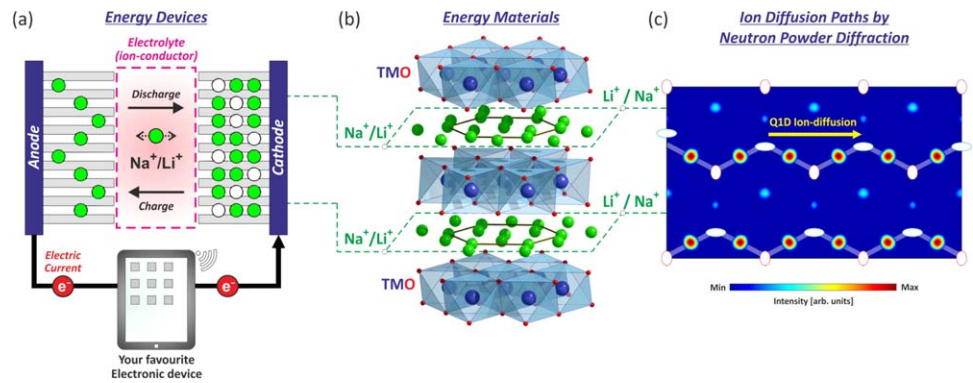 (a)
Energy Devices
Electrolyte
(ion-conductor)
Discharge
Na⁺/Li⁺
Charge
Anode
Cathode
Electric
Current
e⁻
e⁻
Your favourite
Electronic device
(b)
Energy Materials
TMO
Li⁺ / Na⁺
Na⁺/Li⁺
Li⁺ / Na⁺
Na⁺/Li⁺
TMO
(c)
Ion Diffusion Paths by
Neutron Powder Diffraction
Q1D Ion-diffusion
Min
Max
Intensity [arb. units]